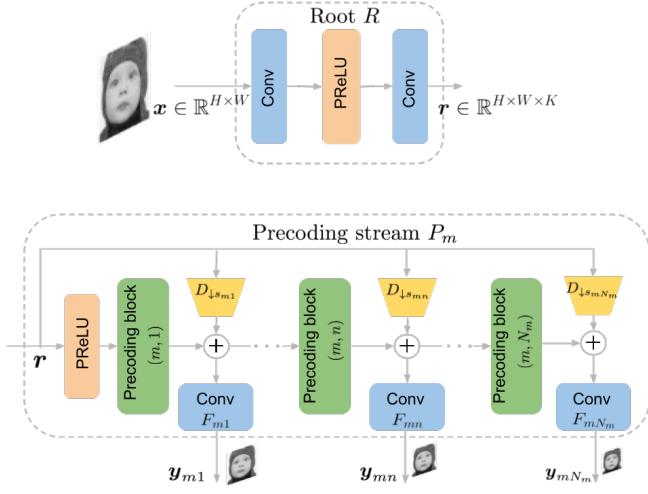 Root R
Conv
PReLU
Conv
x ∈ ℝ^{H×W}
r ∈ ℝ^{H×W×K}
Precoding stream P_m
D_{↓s_{m1}}
D_{↓s_{mn}}
D_{↓s_{mN_m}}
r
PReLU
Precoding block
(m, 1)
+
Precoding block
(m, n)
+
Precoding block
(m, N_m)
+
Conv
F_{m1}
Conv
F_{mn}
Conv
F_{mN_m}
y_{m1}
y_{mn}
y_{mN_m}